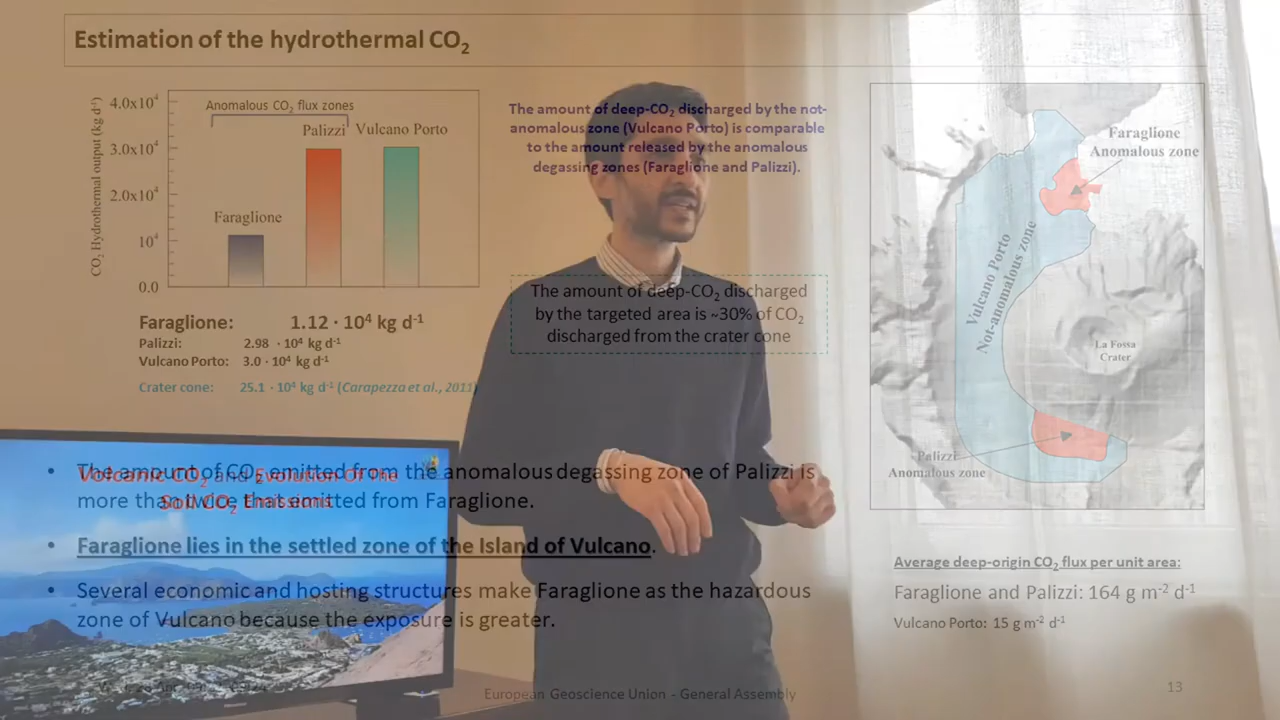 Estimation of the hydrothermal CO₂
CO₂ Hydrothermal output (kg d⁻¹)
4.0x10⁴
3.0x10⁴
2.0x10⁴
10⁴
0.0
Anomalous CO₂ flux zones
Palizzi
Vulcano Porto
Faraglione
The amount of deep-CO₂ discharged by the not-
anomalous zone (Vulcano Porto) is comparable
to the amount released by the anomalous
degassing zones (Faraglione and Palizzi).
The amount of deep-CO₂ discharged
by the targeted area is ~30% of CO₂
discharged from the crater cone
Faraglione: 1.12 · 10⁴ kg d⁻¹
Palizzi: 2.98 · 10⁴ kg d⁻¹
Vulcano Porto: 3.0 · 10⁴ kg d⁻¹
Crater cone: 25.1 · 10⁴ kg d⁻¹ (Carapezza et al., 2011)
Faraglione
Anomalous zone
Vulcano Porto
Not-anomalous zone
La Fossa
Crater
Palizzi
Anomalous zone
• The amount of CO₂ emitted from the anomalous degassing zone of Palizzi is
more than twice that emitted from Faraglione.
• Faraglione lies in the settled zone of the Island of Vulcano.
• Several economic and hosting structures make Faraglione as the hazardous
zone of Vulcano because the exposure is greater.
Volcanic CO₂ and Evolution Of The
Soil CO₂ Emissions
Average deep-origin CO₂ flux per unit area:
Faraglione and Palizzi: 164 g m⁻² d⁻¹
Vulcano Porto: 15 g m⁻² d⁻¹
European Geoscience Union - General Assembly
13